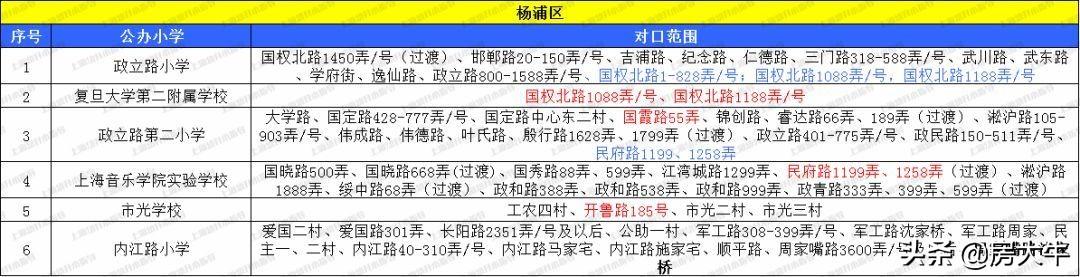 杨浦区
序号 公办小学 对口范围
1 政立路小学 国权北路1450弄/号（过渡）、邯郸路20-150弄/号、吉浦路、纪念路、仁德路、三门路318-588弄/号、武川路、武东路
、学府街、逸仙路、政立路800-1588弄/号、国权北路1-828弄/号；国权北路1088弄/号，国权北路1188弄/号
2 复旦大学第二附属学校 国权北路1088弄/号、国权北路1188弄/号
3 政立路第二小学 大学路、国定路428-777弄/号、国定路中心东二村、国霞路55弄、锦创路、睿达路66弄、189弄（过渡）、淞沪路105-
903弄/号、伟成路、伟德路、叶氏路、殷行路1628弄、1799弄（过渡）、政立路401-775弄/号、政民路150-511弄/号、
民府路1199、1258弄
4 上海音乐学院实验学校 国晓路500弄、国晓路668弄(过渡)、国秀路88弄、599弄、江湾城路1299弄、民府路1199弄、1258弄（过渡）、淞沪路
1888弄、绥中路68弄（过渡）、政和路388弄、政和路538弄、政和路999弄、政青路333弄、399弄、599弄（过渡）
5 市光学校 工农四村、开鲁路185号、市光二村、市光三村
6 内江路小学 爱国二村、爱国路301弄、长阳路2351弄/号及以后、公助一村、军工路308-399弄/号、军工路沈家桥、军工路周家、民
主一、二村、内江路40-310弄/号、内江路马家宅、内江路施家宅、顺平路、周家嘴路3600弄/号
桥
头条 @房大牛